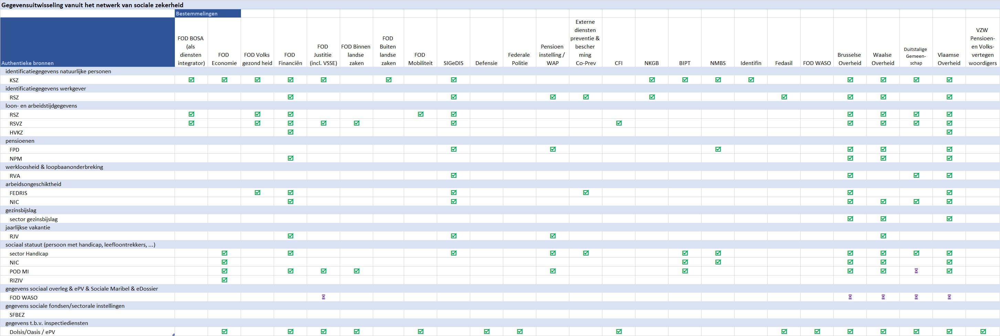 Gegevensuitwisseling vanuit het netwerk van sociale zekerheid
Bestemmelingen
Authentieke bronnen
FOD BOSA
(als
diensten
integrator)
FOD
Economie
FOD Volks
gezond heid
FOD
Financiën
FOD
Justitie
(incl. VSSE)
FOD Binnen
landse
zaken
FOD
Buiten
landse
zaken
FOD
Mobiliteit
SIGeDIS
Defensie
Federale
Politie
Pensioen
instelling /
WAP
Externe
diensten
preventie &
bescher
ming
Co-Prev
CFI
NKGB
BIPT
NMBS
Identifin
Fedasil
FOD WASO
Brusselse
Overheid
Waalse
Overheid
Duitstalige
Gemeen-
schap
Vlaamse
Overheid
VZW
Pensioen-
en Volks-
vertegen
woordigers
identificatiegegevens natuurlijke personen
KSZ
identificatiegegevens werkgever
RSZ
loon- en arbeidstijdgegevens
RSZ
RSVZ
HVKZ
pensioenen
FPD
NPM
werkloosheid & loopbaanonderbreking
RVA
arbeidsongeschiktheid
FEDRIS
NIC
gezinsbijslag
sector gezinsbijslag
jaarlijkse vakantie
RJV
sociaal statuut (persoon met handicap, leefloontrekkers, ...)
sector Handicap
NIC
POD MI
RIZIV
gegevens sociaal overleg & ePV & Sociale Maribel & eDossier
FOD WASO
gegevens sociale fondsen/sectorale instellingen
SFBEZ
gegevens t.b.v. inspectiediensten
Dolsis/Oasis / ePV